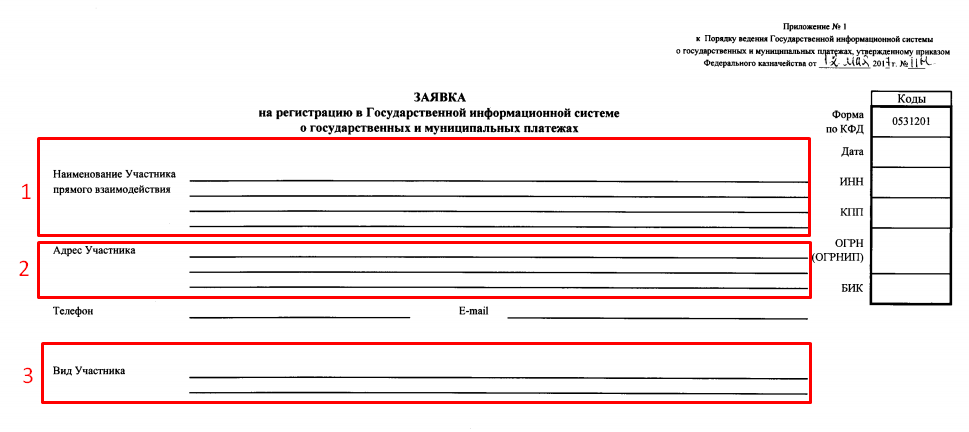 Приложение № 1
к Порядку ведения Государственной информационной системы
о государственных и муниципальных платежах, утвержденному приказом
Федерального казначейства от 12 мая 2017 г. № 11н
ЗАЯВКА
на регистрацию в Государственной информационной системе
о государственных и муниципальных платежах
Коды
Форма
по КФД
0531201
Дата
ИНН
КПП
ОГРН
(ОГРНИП)
БИК
1
Наименование Участника
прямого взаимодействия
2
Адрес Участника
Телефон E-mail
3
Вид Участника